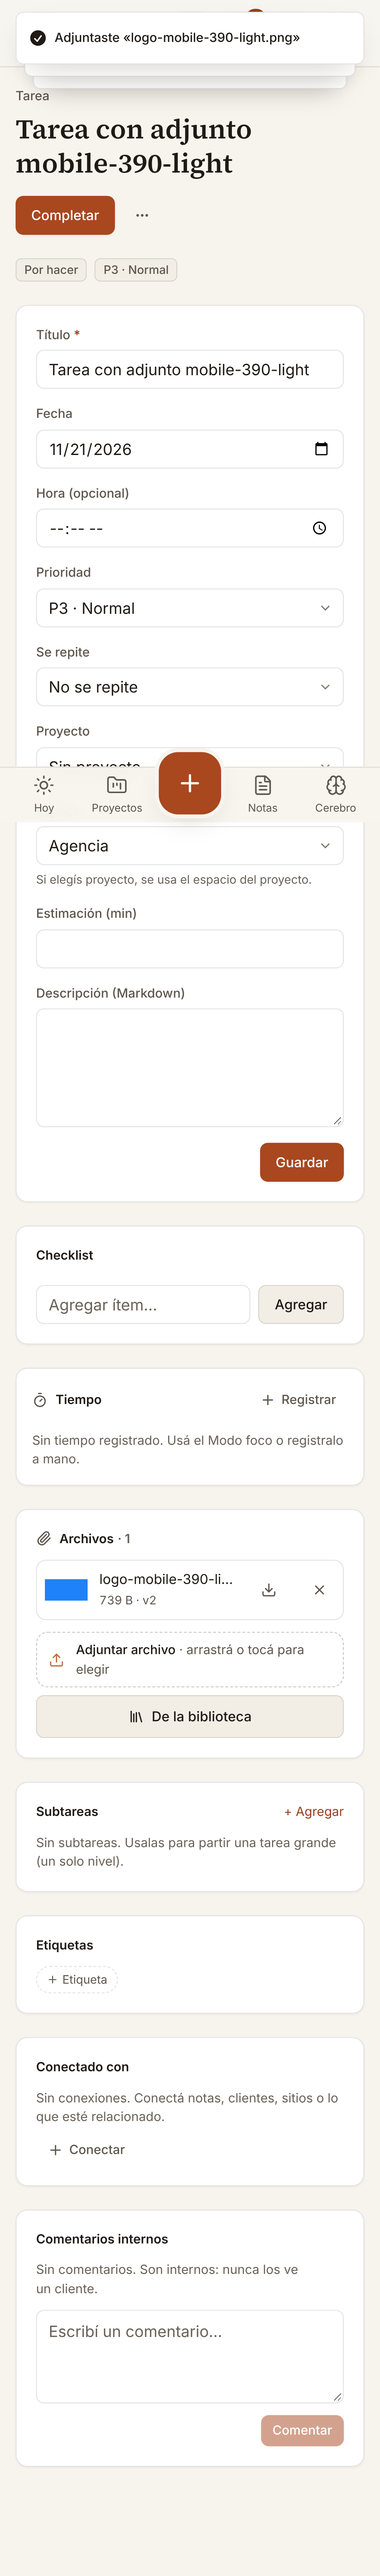 Adjuntaste «logo-mobile-390-light.png»
Tarea
Tarea con adjunto
mobile-390-light
Completar
Por hacer
P3 · Normal
Título *
Tarea con adjunto mobile-390-light
Fecha
11/21/2026
Hora (opcional)
--:-- --
Prioridad
P3 · Normal
Se repite
No se repite
Proyecto
Sin proyecto
Hoy
Proyectos
Notas
Cerebro
Agencia
Si elegís proyecto, se usa el espacio del proyecto.
Estimación (min)
Descripción (Markdown)
Guardar
Checklist
Agregar ítem...
Agregar
Tiempo
+ Registrar
Sin tiempo registrado. Usá el Modo foco o registralo
a mano.
Archivos · 1
logo-mobile-390-li...
739 B · v2
Adjuntar archivo · arrastrá o tocá para
elegir
De la biblioteca
Subtareas
+ Agregar
Sin subtareas. Usalas para partir una tarea grande
(un solo nivel).
Etiquetas
+ Etiqueta
Conectado con
Sin conexiones. Conectá notas, clientes, sitios o lo
que esté relacionado.
+ Conectar
Comentarios internos
Sin comentarios. Son internos: nunca los ve
un cliente.
Escribí un comentario...
Comentar